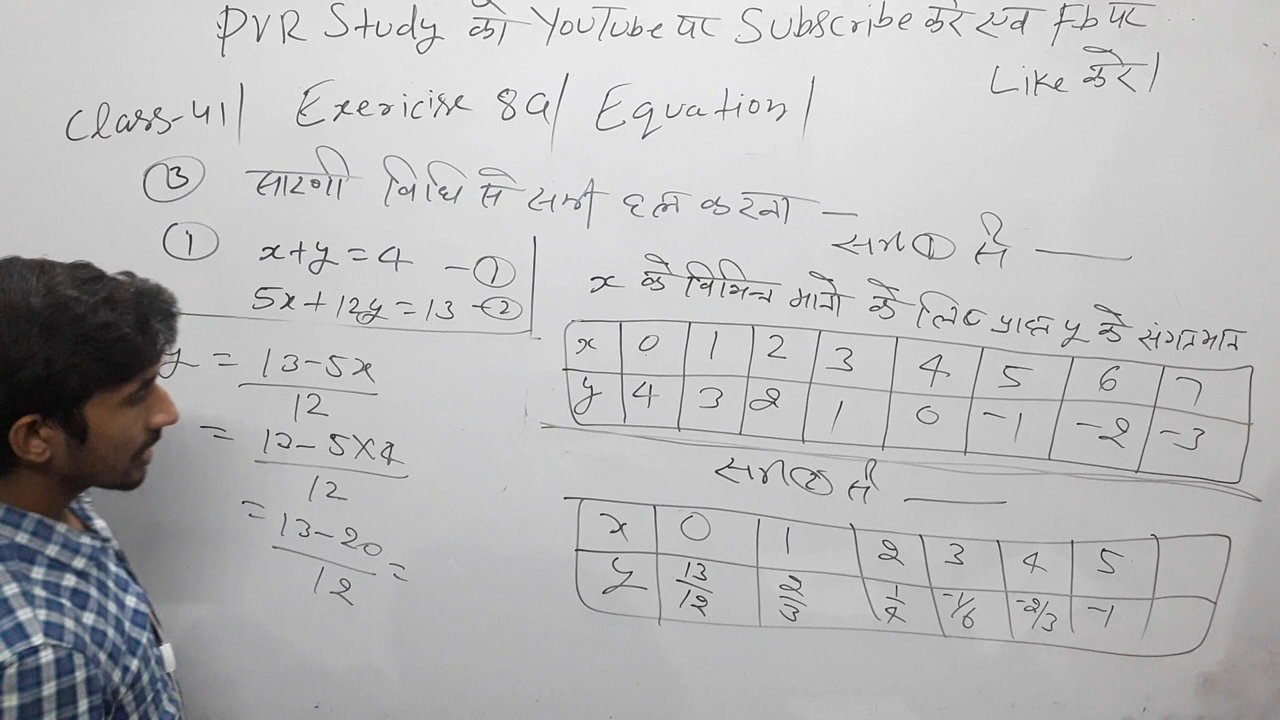 PVR Study को YouTube पर Subscribe करे एवं Fb पर
Like करे।
Class-41| Exericise 8a| Equation|
③ सारणी विधि से समी हल करना —
① x+y=4 —①
5x+12y=13 —②
y = 13-5x/12
= 13-5×4/12
= 13-20/12 =
समी① से ——
x के विभिन्न मानो के लिए प्राप्त y के संगत मान
x 0 1 2 3 4 5 6 7
y 4 3 2 1 0 -1 -2 -3
समी② से ——
x 0 1 2 3 4 5
y 13/12 2/3 1/4 -1/6 -2/3 -1